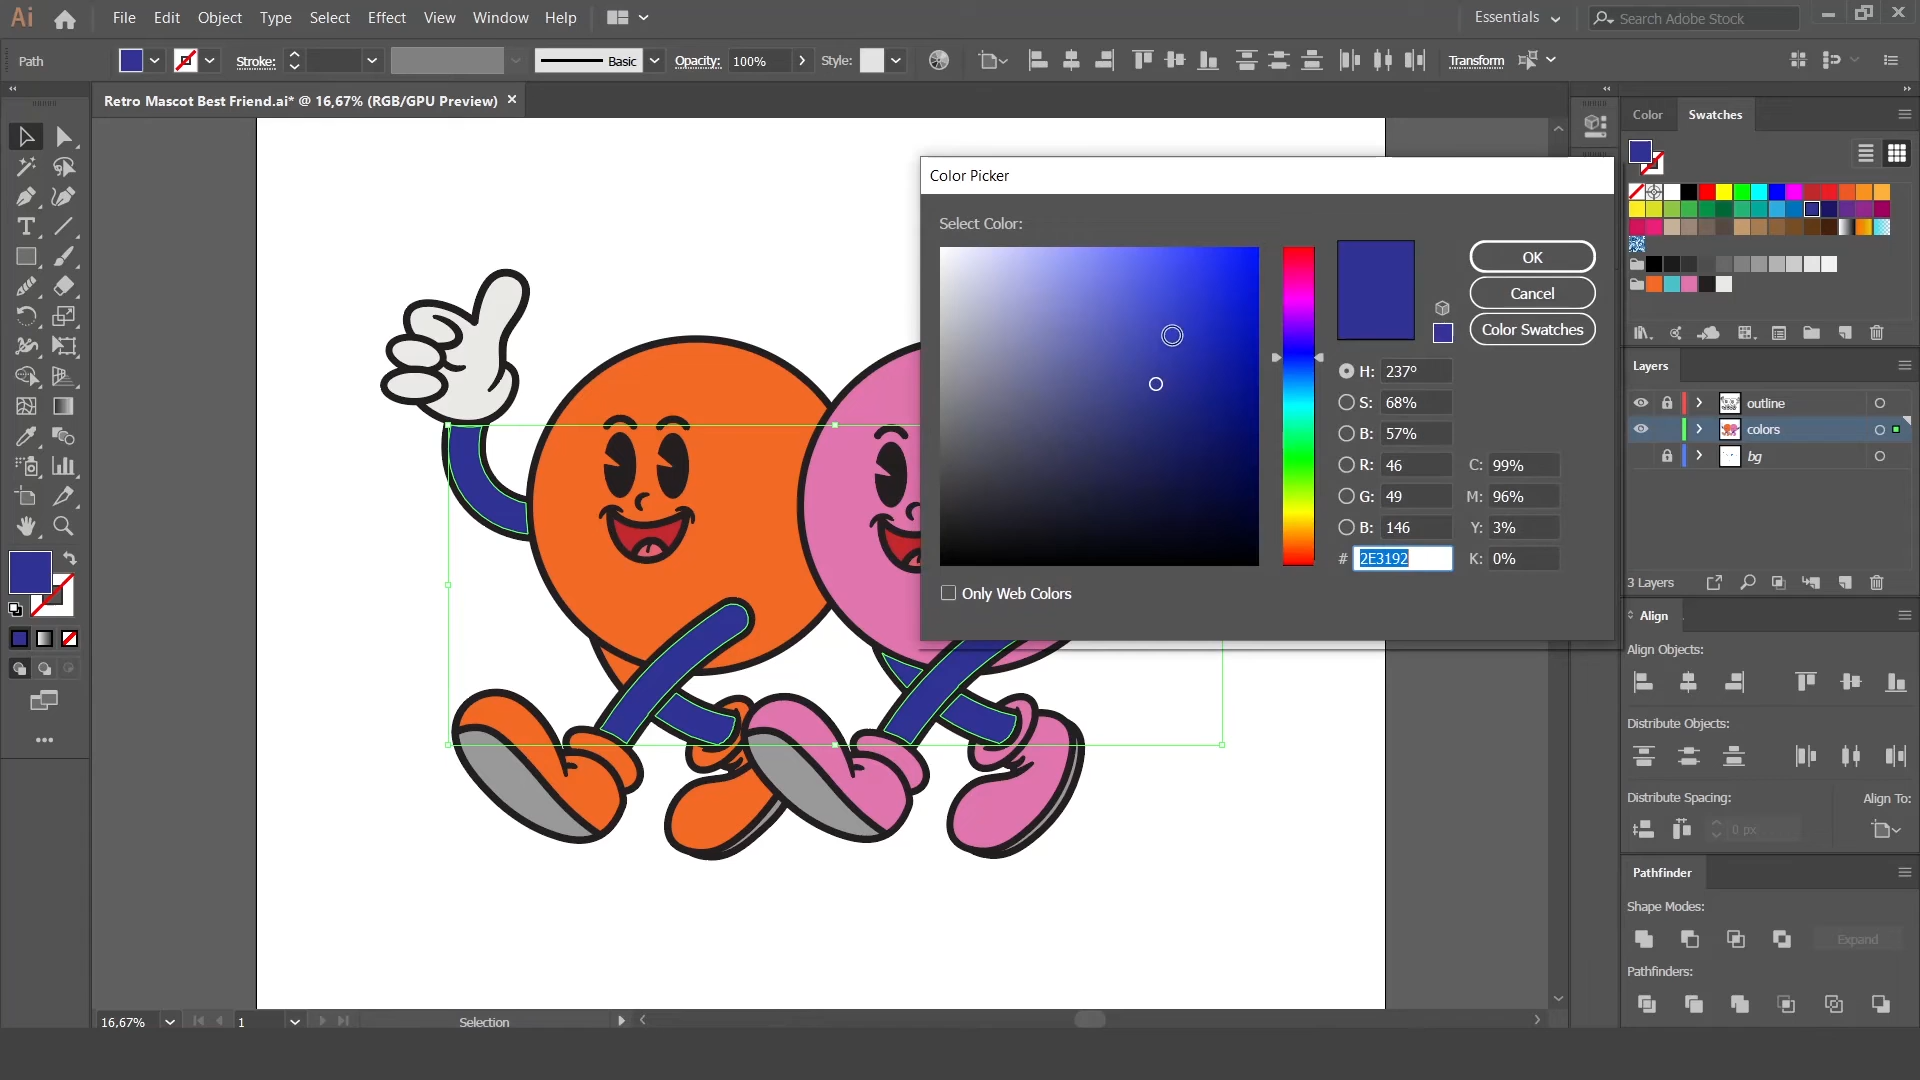 Ai File Edit Object Type Select Effect View Window Help Essentials Search Adobe Stock
Path Stroke: Basic Opacity: 100% Style: Transform
Retro Mascot Best Friend.ai* @ 16,67% (RGB/GPU Preview)
Color Swatches
Color Picker
Select Color:
OK
Cancel
Color Swatches
H: 237°
S: 68%
B: 57%
R: 46 C: 99%
G: 49 M: 96%
B: 146 Y: 3%
# 2E3192 K: 0%
Only Web Colors
Layers
outline
colors
bg
3 Layers
Align
Align Objects:
Distribute Objects:
Distribute Spacing: Align To:
0 px
Pathfinder
Shape Modes:
Expand
Pathfinders:
16,67% 1 Selection